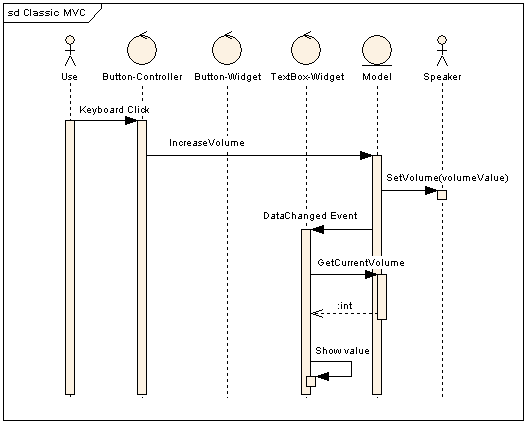 sd Classic MVC
Use
Button-Controller
Button-Widget
TextBox-Widget
Model
Speaker
Keyboard Click
IncreaseVolume
SetVolume(volumeValue)
DataChanged Event
GetCurrentVolume
:int
Show value